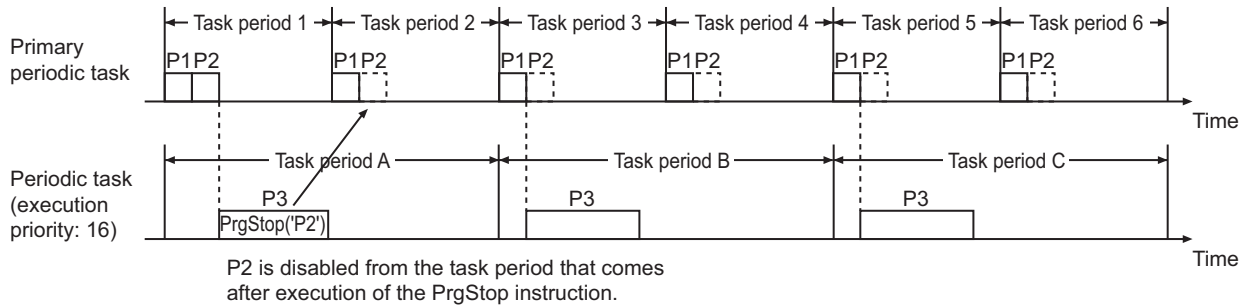 Task period 1 Task period 2 Task period 3 Task period 4 Task period 5 Task period 6
Primary
periodic task
P1 P2 P1 P2 P1 P2 P1 P2 P1 P2 P1 P2
Time
Task period A Task period B Task period C
Periodic task
(execution
priority: 16)
P3 P3 P3
PrgStop('P2')
Time
P2 is disabled from the task period that comes
after execution of the PrgStop instruction.